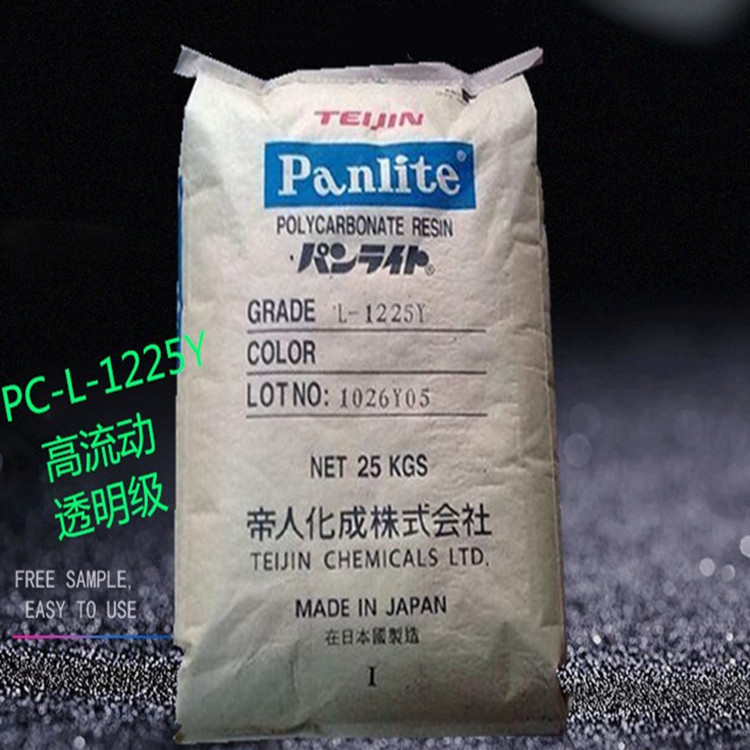 TEIJIN
Panlite®
POLYCARBONATE RESIN
パンライト®
GRADE L-1225Y
COLOR
LOT NO: 1026Y05
NET 25 KGS
帝人化成株式会社
TEIJIN CHEMICALS LTD.
MADE IN JAPAN
在日本國製造
I
PC-L-1225Y
高流动
透明级
FREE SAMPLE,
EASY TO USE